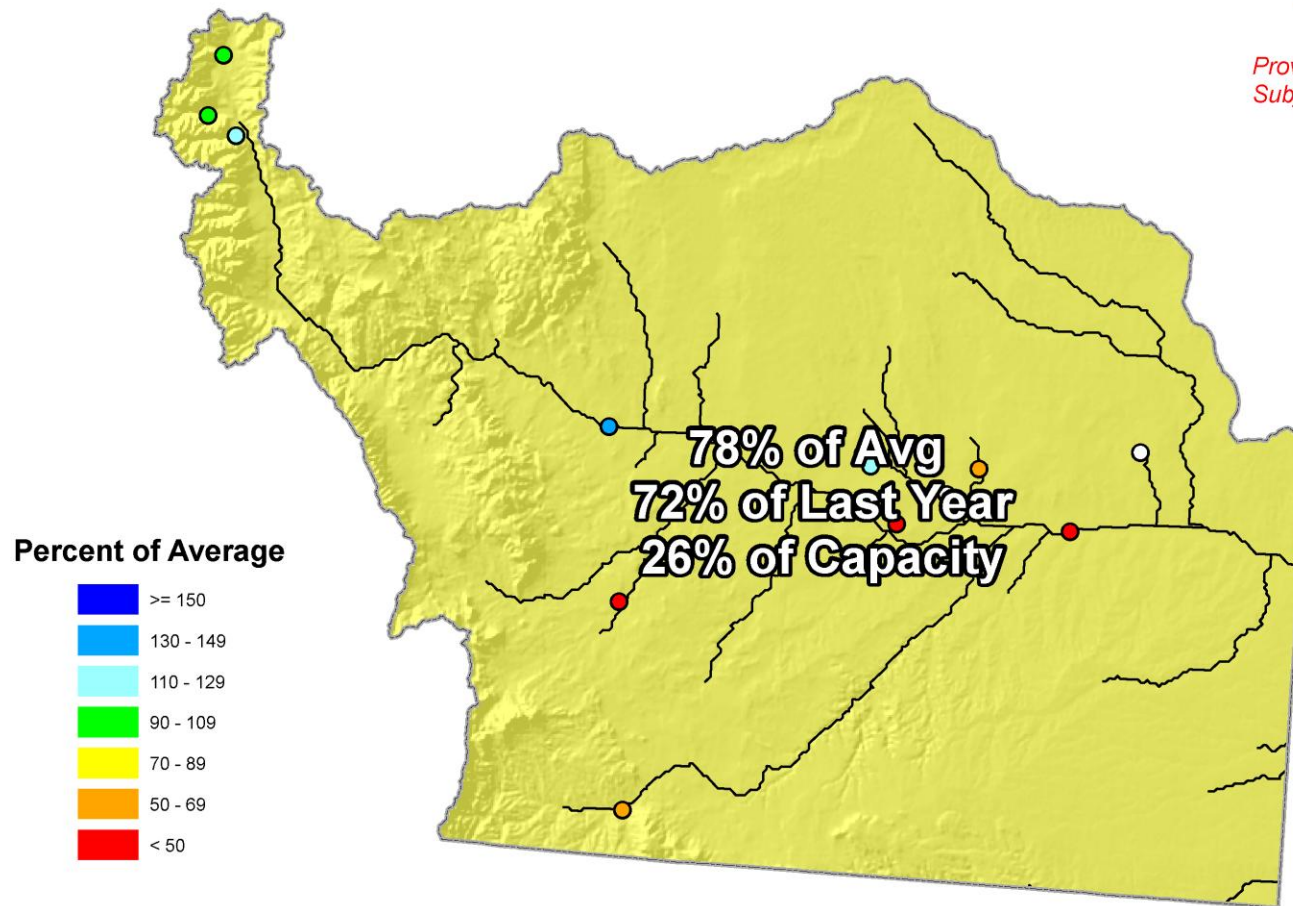 78% of Avg
72% of Last Year
26% of Capacity
Percent of Average
>= 150
130 - 149
110 - 129
90 - 109
70 - 89
50 - 69
< 50